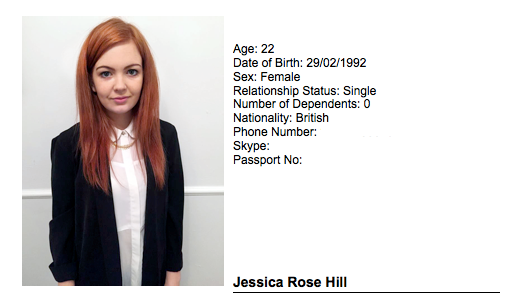 Age: 22
Date of Birth: 29/02/1992
Sex: Female
Relationship Status: Single
Number of Dependents: 0
Nationality: British
Phone Number:
Skype:
Passport No:
Jessica Rose Hill